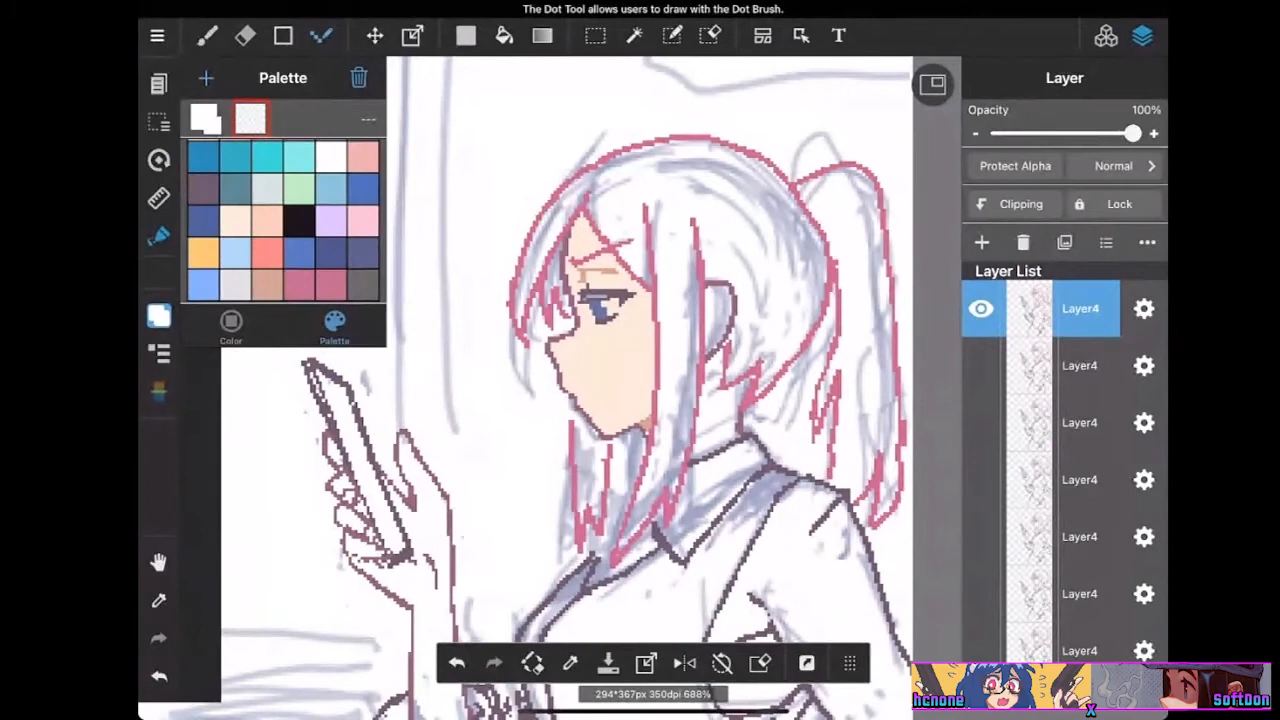 The Dot Tool allows users to draw with the Dot Brush.
T
Palette
Layer
Opacity
100%
Protect Alpha
Normal
Clipping
Lock
Layer List
Layer4
Layer4
Layer4
Layer4
Layer4
Layer4
Layer4
Color
Palette
294*367px 350dpi 688%
hcnone
X
SoftDon